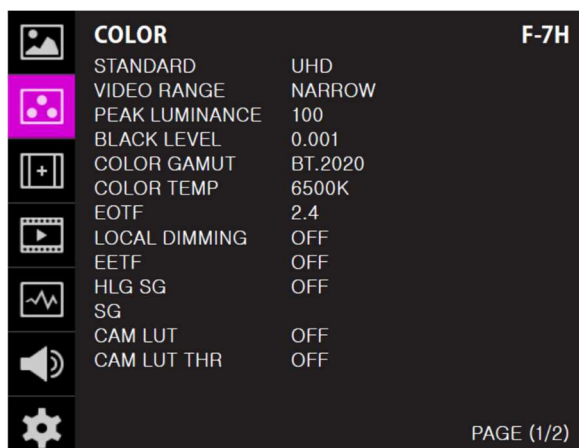 COLOR F-7H
STANDARD UHD
VIDEO RANGE NARROW
PEAK LUMINANCE 100
BLACK LEVEL 0.001
COLOR GAMUT BT.2020
COLOR TEMP 6500K
EOTF 2.4
LOCAL DIMMING OFF
EETF OFF
HLG SG OFF
SG
CAM LUT OFF
CAM LUT THR OFF
PAGE (1/2)